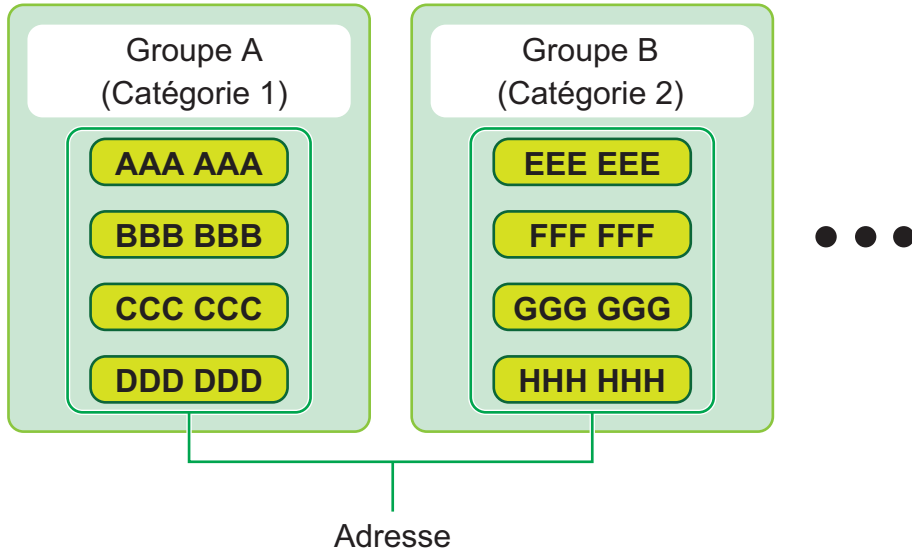 Groupe A
(Catégorie 1)
AAA AAA
BBB BBB
CCC CCC
DDD DDD
Groupe B
(Catégorie 2)
EEE EEE
FFF FFF
GGG GGG
HHH HHH
Adresse